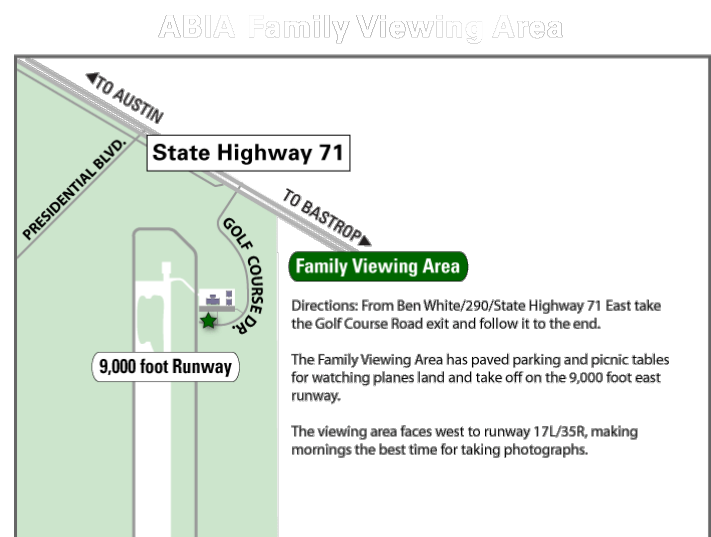 ABIA Family Viewing Area
TO AUSTIN
PRESIDENTIAL BLVD.
State Highway 71
TO BASTROP
GOLF COURSE DR.
Family Viewing Area
Directions: From Ben White/290/State Highway 71 East take
the Golf Course Road exit and follow it to the end.
The Family Viewing Area has paved parking and picnic tables
for watching planes land and take off on the 9,000 foot east
runway.
The viewing area faces west to runway 17L/35R, making
mornings the best time for taking photographs.
9,000 foot Runway